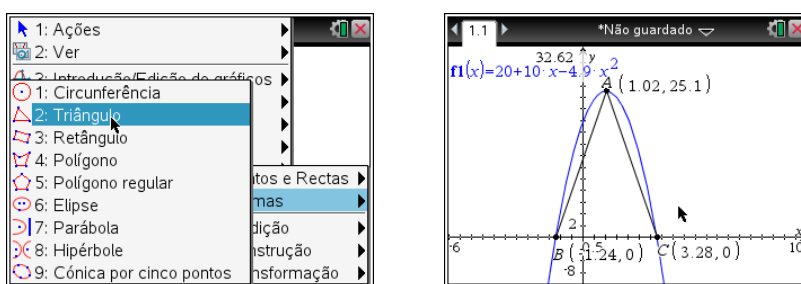 1: Ações
2: Ver
3: Introdução/Edição de gráficos
1: Circunferência
2: Triângulo
3: Retângulo
4: Polígono
5: Polígono regular
6: Elipse
7: Parábola
8: Hipérbole
9: Cónica por cinco pontos
tos e Rectas
mas
dição
nstrução
nsformação
1.1
*Não guardado
32.62 y
f1(x)=20+10·x-4.9·x²
A (1.02, 25.1)
2
x
-6
B (-1.24, 0)
0.5
C (3.28, 0)
10
-8